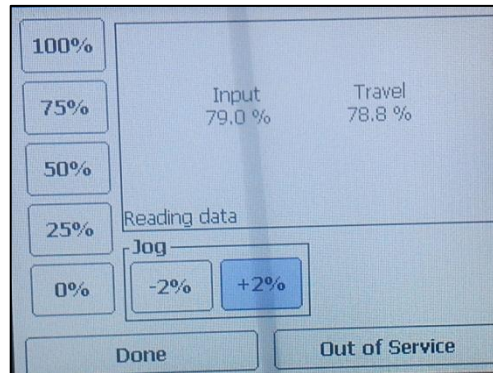 100%
75%
50%
25%
0%
Input
79.0 %
Travel
78.8 %
Reading data
Jog
-2%
+2%
Done
Out of Service